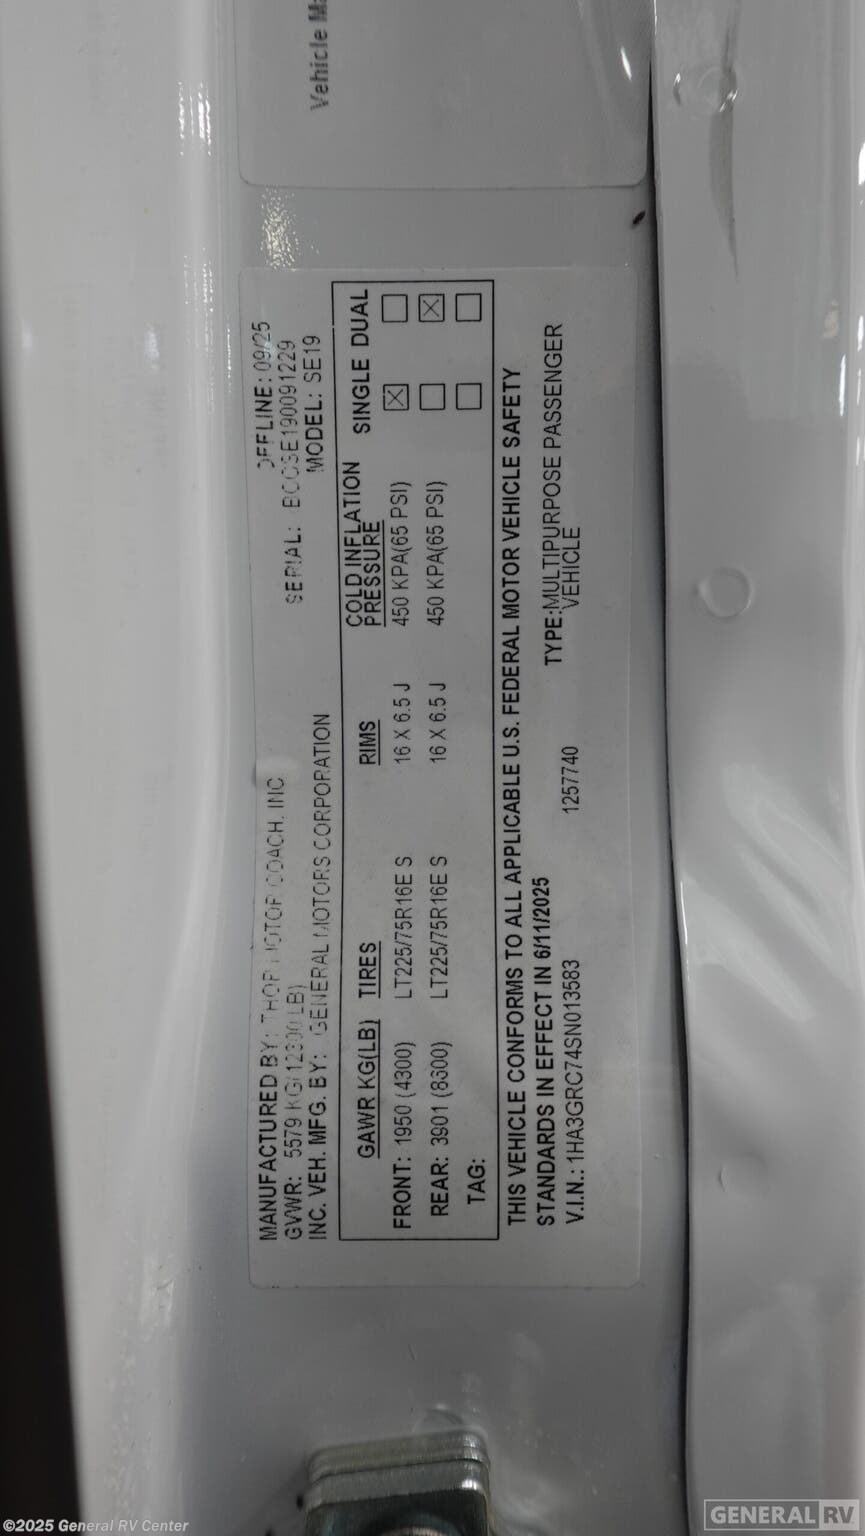 Vehicle Ma
MANUFACTURED BY: THOR MOTOR COACH, INC OFFLINE: 09/25
GVWR: 5579 KG(12300 LB) SERIAL:
INC. VEH. MFG. BY: GENERAL MOTORS CORPORATION MODEL: SE19
GAWR KG(LB) TIRES RIMS COLD INFLATION PRESSURE SINGLE DUAL
FRONT: 1950 (4300) LT225/75R16E S 16 X 6.5 J 450 KPA(65 PSI) ☒ ☐
REAR: 3901 (8600) LT225/75R16E S 16 X 6.5 J 450 KPA(65 PSI) ☐ ☒
TAG: ☐ ☐
THIS VEHICLE CONFORMS TO ALL APPLICABLE U.S. FEDERAL MOTOR VEHICLE SAFETY
STANDARDS IN EFFECT IN 6/11/2025 TYPE:MULTIPURPOSE PASSENGER
VEHICLE
V.I.N.: 1HA3GRC74SN013583 1257740
©2025 General RV Center
GENERAL RV